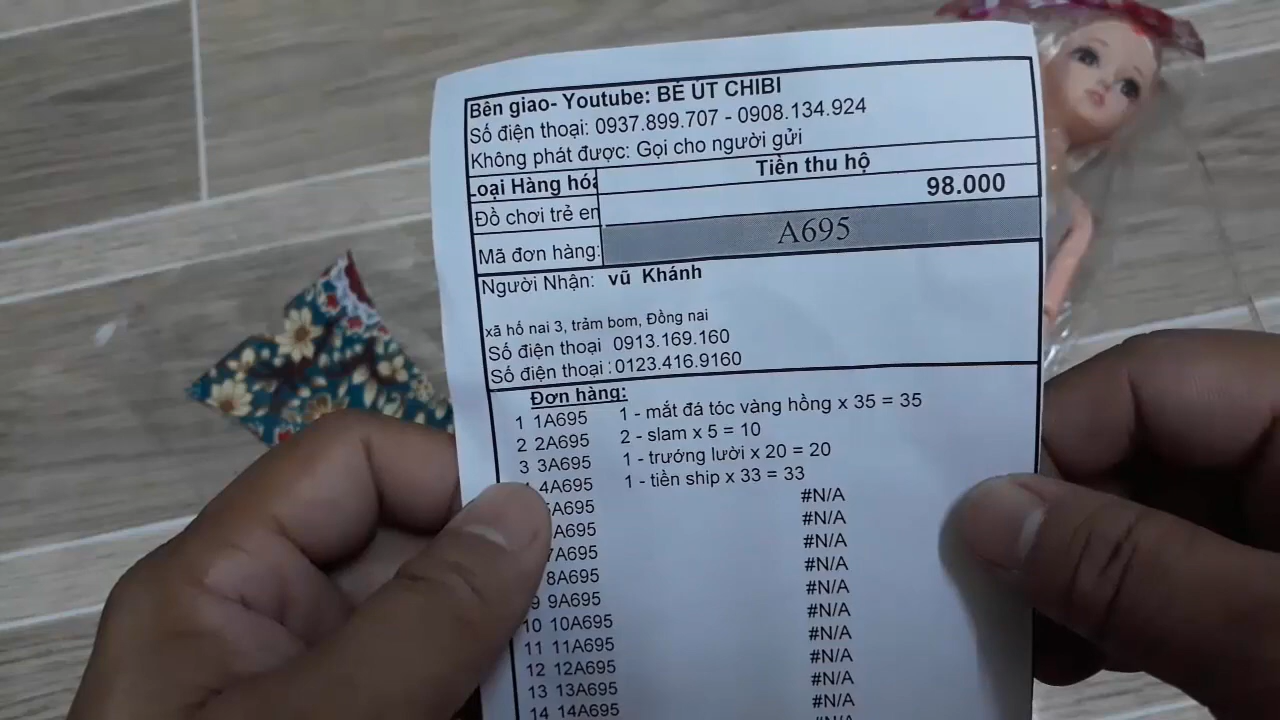 Bên giao- Youtube: BÉ ÚT CHIBI
Số điện thoại: 0937.899.707 - 0908.134.924
Không phát được: Gọi cho người gửi
Loại Hàng hóa Tiền thu hộ
Đồ chơi trẻ em 98.000
Mã đơn hàng: A695
Người Nhận: vũ Khánh
xã hố nai 3, trảm bom, Đồng nai
Số điện thoại 0913.169.160
Số điện thoại : 0123.416.9160
Đơn hàng:
1 1A695 1 - mắt đá tóc vàng hồng x 35 = 35
2 2A695 2 - slam x 5 = 10
3 3A695 1 - trướng lười x 20 = 20
4A695 1 - tiền ship x 33 = 33
5A695 #N/A
A695 #N/A
7A695 #N/A
8A695 #N/A
9 9A695 #N/A
10 10A695 #N/A
11 11A695 #N/A
12 12A695 #N/A
13 13A695 #N/A
14 14A695 #N/A
#N/A